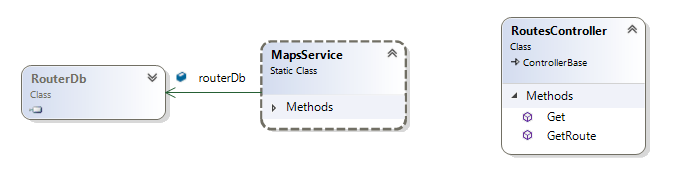 RouterDb
Class
routerDb
MapsService
Static Class
Methods
RoutesController
Class
ControllerBase
Methods
Get
GetRoute